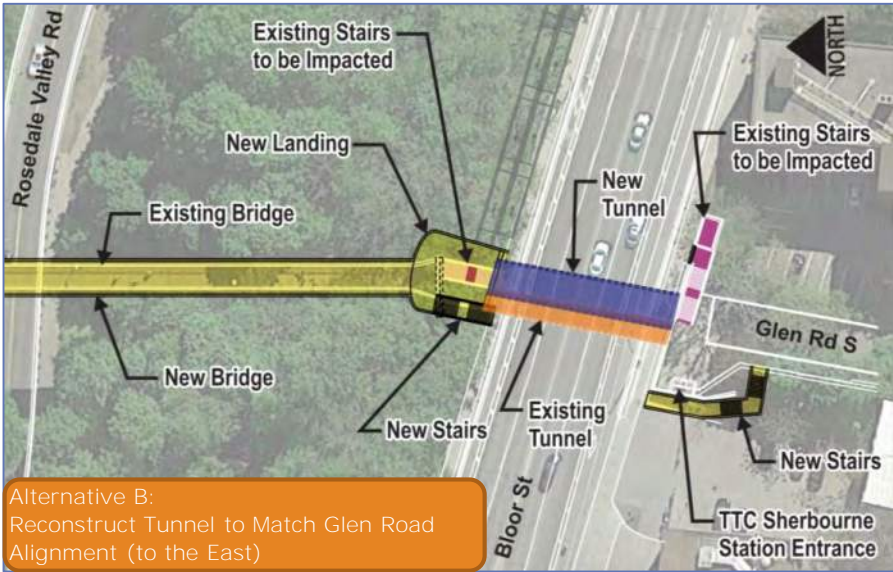 Rosedale Valley Rd
Existing Stairs
to be Impacted
NORTH
New Landing
Existing Stairs
to be Impacted
New
Tunnel
Existing Bridge
Glen Rd S
New Bridge
New Stairs
Existing
Tunnel
New Stairs
Bloor St
TTC Sherbourne
Station Entrance
Alternative B:
Reconstruct Tunnel to Match Glen Road
Alignment (to the East)